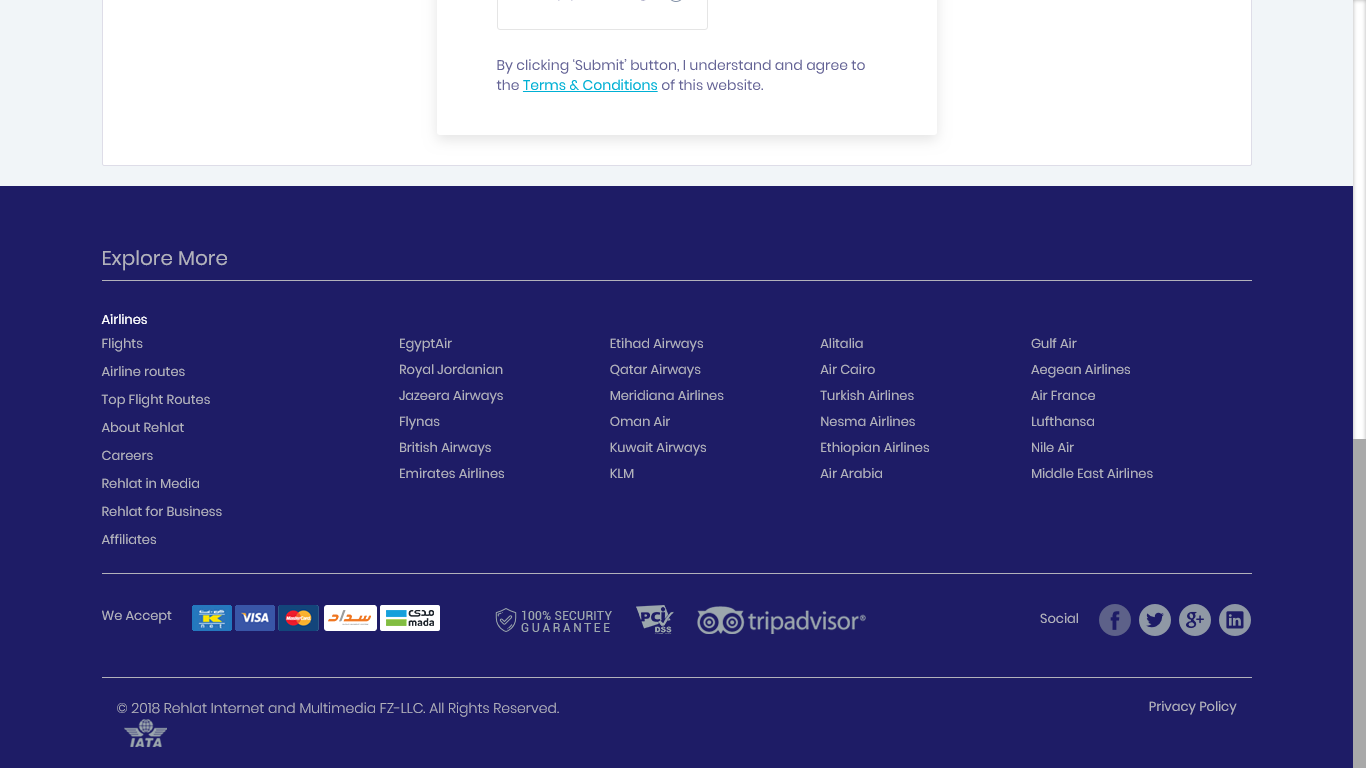 By clicking 'Submit' button, I understand and agree to
the Terms & Conditions of this website.
Explore More
Airlines
Flights
Airline routes
Top Flight Routes
About Rehlat
Careers
Rehlat in Media
Rehlat for Business
Affiliates
EgyptAir
Royal Jordanian
Jazeera Airways
Flynas
British Airways
Emirates Airlines
Etihad Airways
Qatar Airways
Meridiana Airlines
Oman Air
Kuwait Airways
KLM
Alitalia
Air Cairo
Turkish Airlines
Nesma Airlines
Ethiopian Airlines
Air Arabia
Gulf Air
Aegean Airlines
Air France
Lufthansa
Nile Air
Middle East Airlines
We Accept
VISA
MasterCard
سداد
مدى
mada
100% SECURITY
GUARANTEE
PCI
DSS
tripadvisor®
Social
© 2018 Rehlat Internet and Multimedia FZ-LLC. All Rights Reserved.
Privacy Policy
IATA